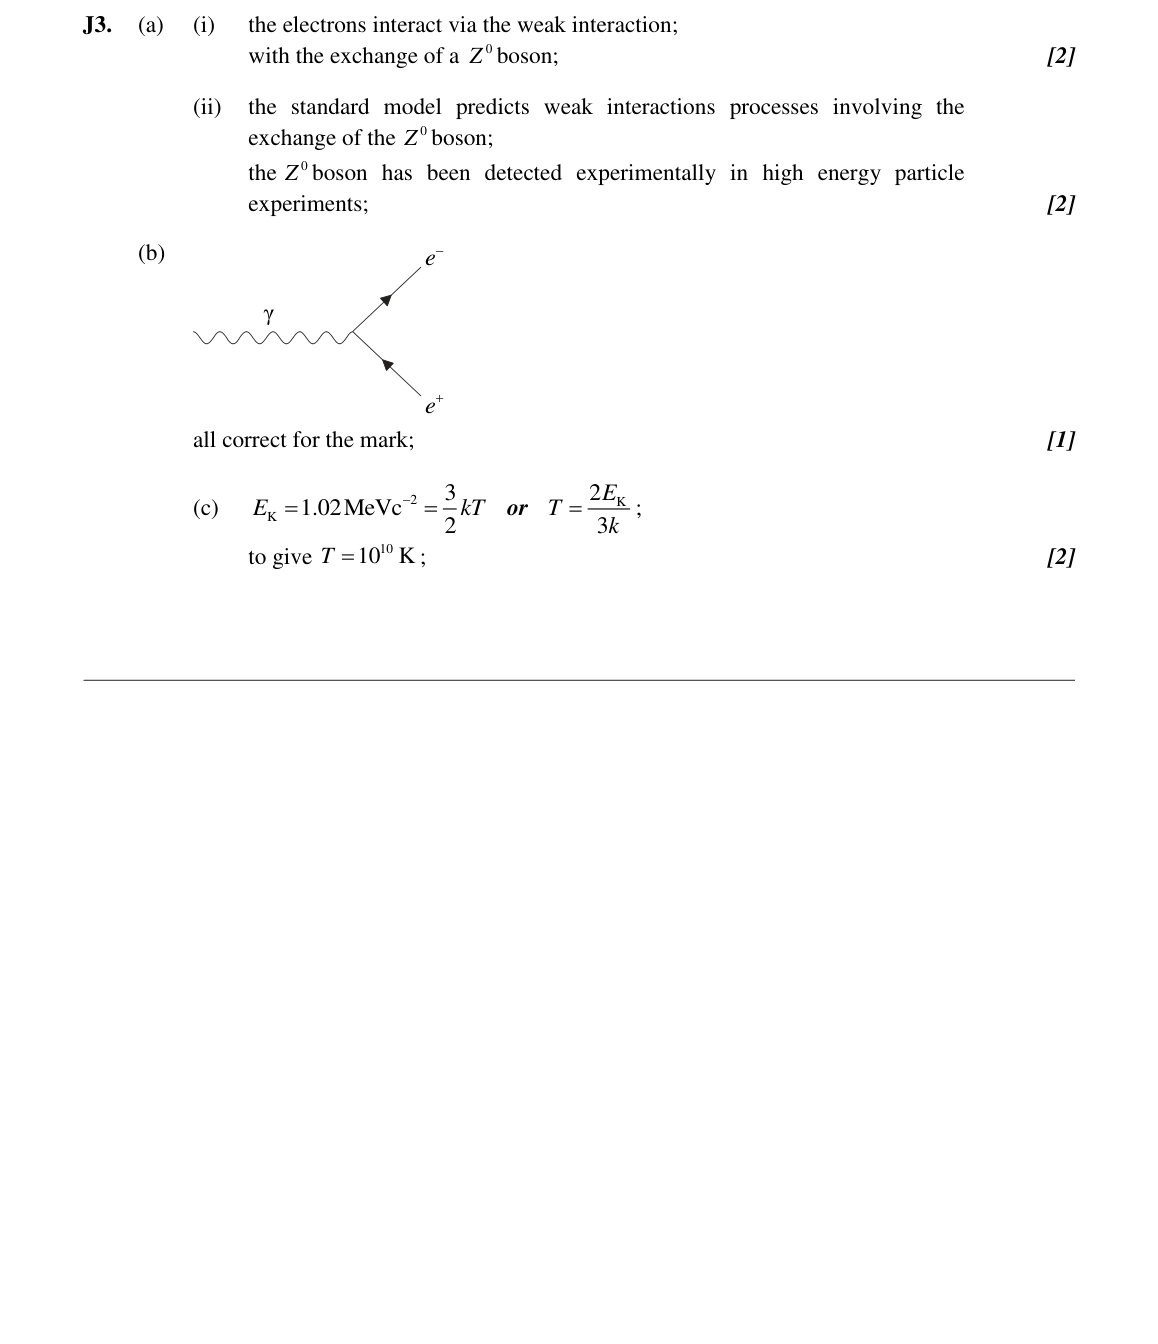 J3. (a) (i) the electrons interact via the weak interaction;
with the exchange of a Z⁰ boson; [2]
(ii) the standard model predicts weak interactions processes involving the
exchange of the Z⁰ boson;
the Z⁰ boson has been detected experimentally in high energy particle
experiments; [2]
(b)
e⁻
γ
e⁺
all correct for the mark; [1]
(c) E_K = 1.02 MeVc⁻² = 3/2 kT or T = 2E_K/3k ;
to give T = 10¹⁰ K ; [2]